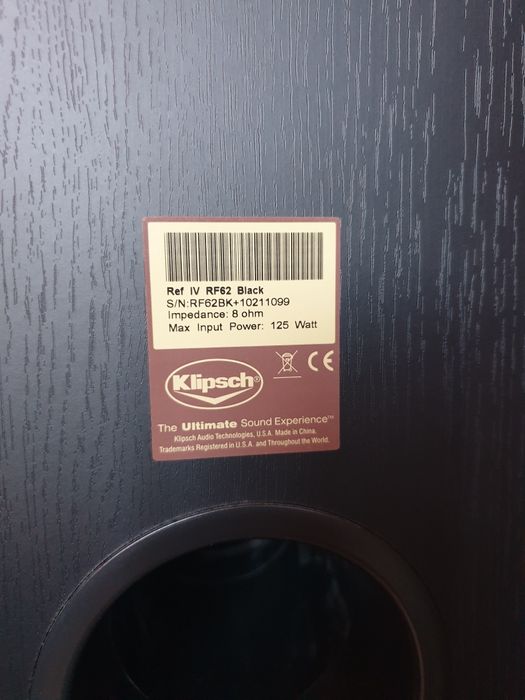 Ref IV RF62 Black
S/N:RF62BK+10211099
Impedance: 8 ohm
Max Input Power: 125 Watt
Klipsch®
The Ultimate Sound Experience™
Klipsch Audio Technologies, U.S.A. Made in China.
Trademarks Registered in U.S.A. and Throughout the World.